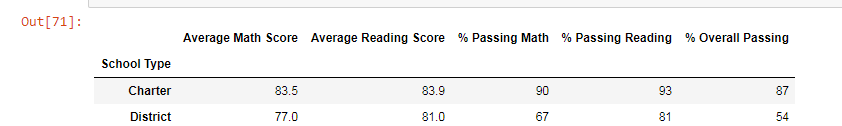 Out[71]:
Average Math Score Average Reading Score % Passing Math % Passing Reading % Overall Passing
School Type
Charter 83.5 83.9 90 93 87
District 77.0 81.0 67 81 54